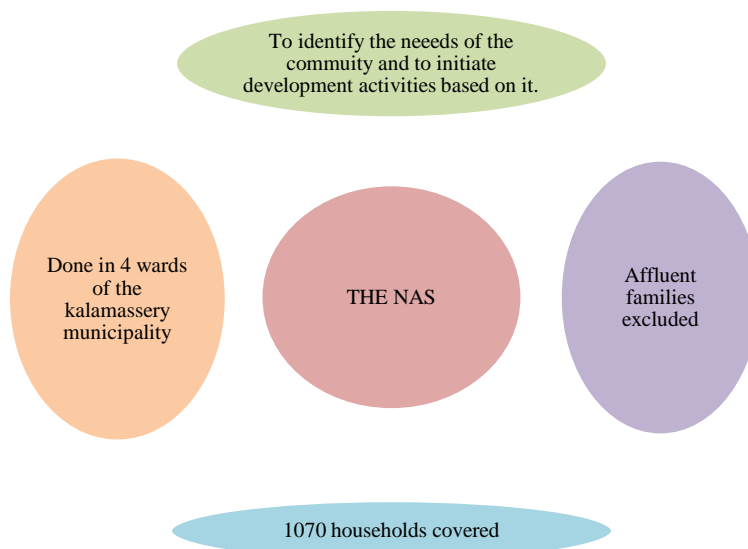 To identify the neeeds of the
commuity and to initiate
development activities based on it.
Done in 4 wards
of the
kalamassery
municipality
THE NAS
Affluent
families
excluded
1070 households covered